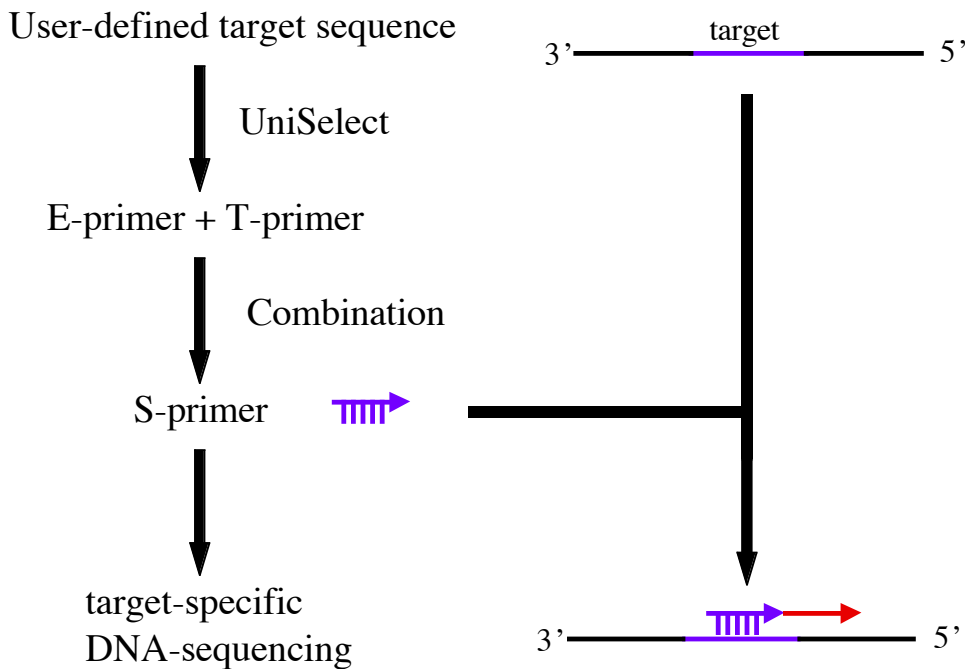 User-defined target sequence
UniSelect
E-primer + T-primer
Combination
S-primer
target-specific
DNA-sequencing
target
3’ 5’
3’ 5’